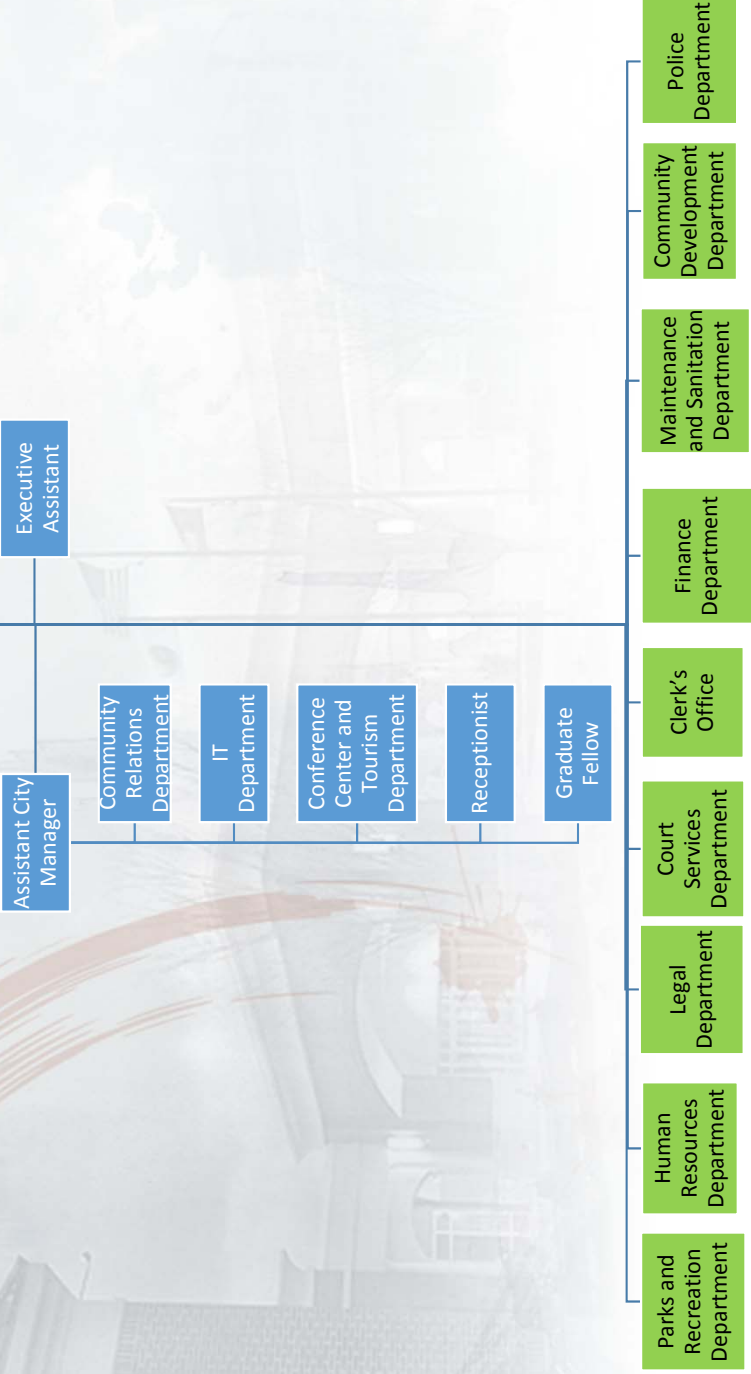 Executive
Assistant
Assistant City
Manager
Community
Relations
Department
IT
Department
Conference
Center and
Tourism
Department
Receptionist
Graduate
Fellow
Parks and
Recreation
Department
Human
Resources
Department
Legal
Department
Court
Services
Department
Clerk’s
Office
Finance
Department
Maintenance
and Sanitation
Department
Community
Development
Department
Police
Department